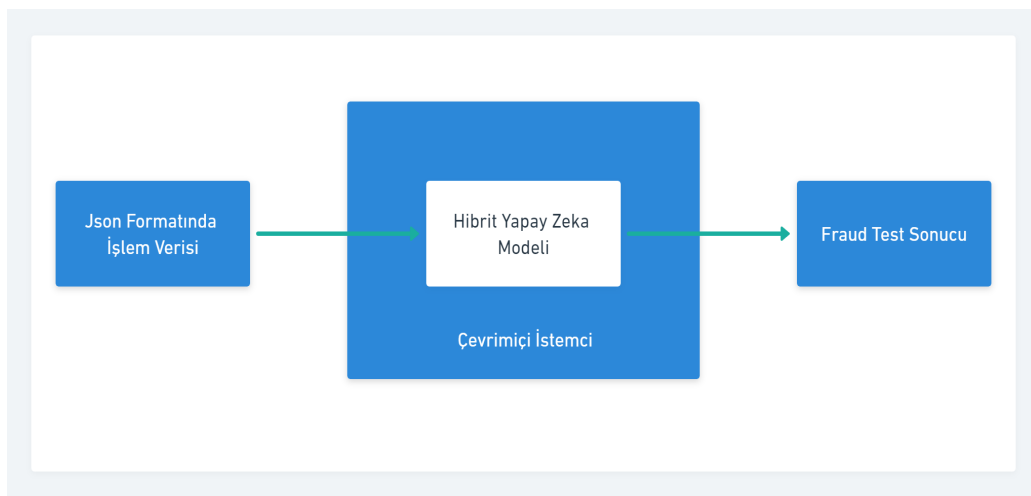 Json Formatında
İşlem Verisi
Hibrit Yapay Zeka
Modeli
Çevrimiçi İstemci
Fraud Test Sonucu